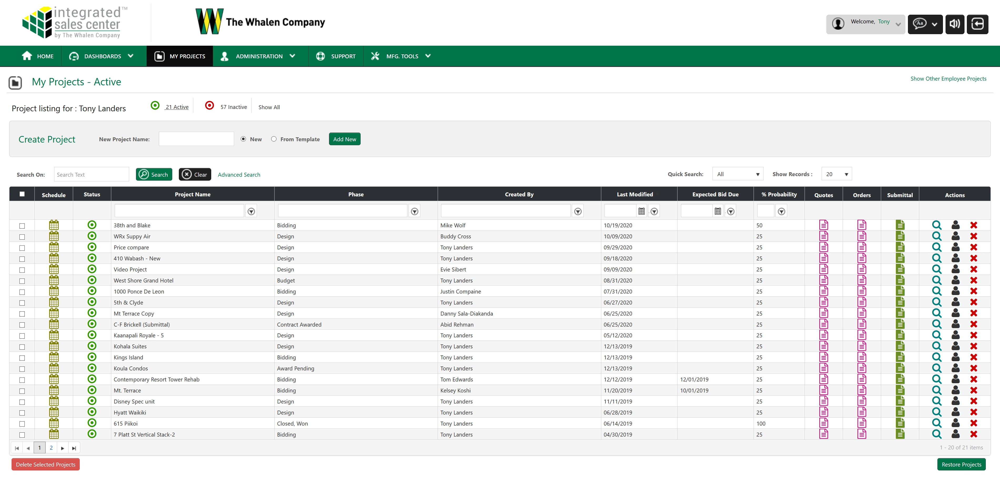 integrated™
sales center
by The Whalen Company
The Whalen Company
Welcome, Tony
Aa
HOME DASHBOARDS MY PROJECTS ADMINISTRATION SUPPORT MFG. TOOLS
My Projects - Active
Show Other Employee Projects
Project listing for : Tony Landers 21 Active 57 Inactive Show All
Create Project New Project Name: New From Template Add New
Search On: Search Text Search Clear Advanced Search Quick Search: All Show Records : 20
Schedule Status Project Name Phase Created By Last Modified Expected Bid Due % Probability Quotes Orders Submittal Actions
38th and Blake Bidding Mike Wolf 10/19/2020 50
WRx Suppy Air Design Buddy Cross 10/09/2020 25
Price compare Design Tony Landers 09/29/2020 25
410 Wabash - New Design Tony Landers 09/18/2020 25
Video Project Design Evie Sibert 09/09/2020 25
West Shore Grand Hotel Budget Tony Landers 08/31/2020 25
1000 Ponce De Leon Bidding Justin Compaine 07/31/2020 25
5th & Clyde Design Tony Landers 06/27/2020 25
Mt Terrace Copy Design Danny Sala-Diakanda 06/25/2020 25
C-F Brickell (Submittal) Contract Awarded Abid Rehman 06/25/2020 25
Kaanapali Royale - 5 Design Tony Landers 05/12/2020 25
Kohala Suites Design Tony Landers 12/13/2019 25
Kings Island Bidding Tony Landers 12/13/2019 25
Koula Condos Award Pending Tony Landers 12/13/2019 25
Contemporary Resort Tower Rehab Bidding Tom Edwards 12/12/2019 12/01/2019 25
Mt. Terrace Bidding Kelsey Koshi 11/20/2019 10/01/2019 25
Disney Spec unit Design Tony Landers 11/11/2019 25
Hyatt Waikiki Design Tony Landers 06/28/2019 25
615 Piikoi Closed, Won Tony Landers 06/14/2019 100
7 Platt St Vertical Stack-2 Bidding Tony Landers 04/30/2019 25
1 2 1 - 20 of 21 items
Delete Selected Projects Restore Projects